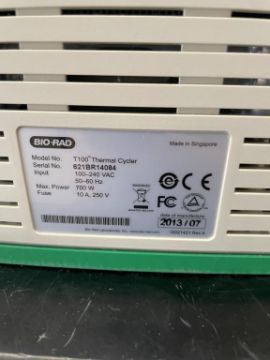 BIO-RAD
Made in Singapore
Model No. T100™ Thermal Cycler
Serial No. 621BR14084
Input 100–240 VAC
50–60 Hz
Max. Power 700 W
Fuse 10 A, 250 V
2013/07